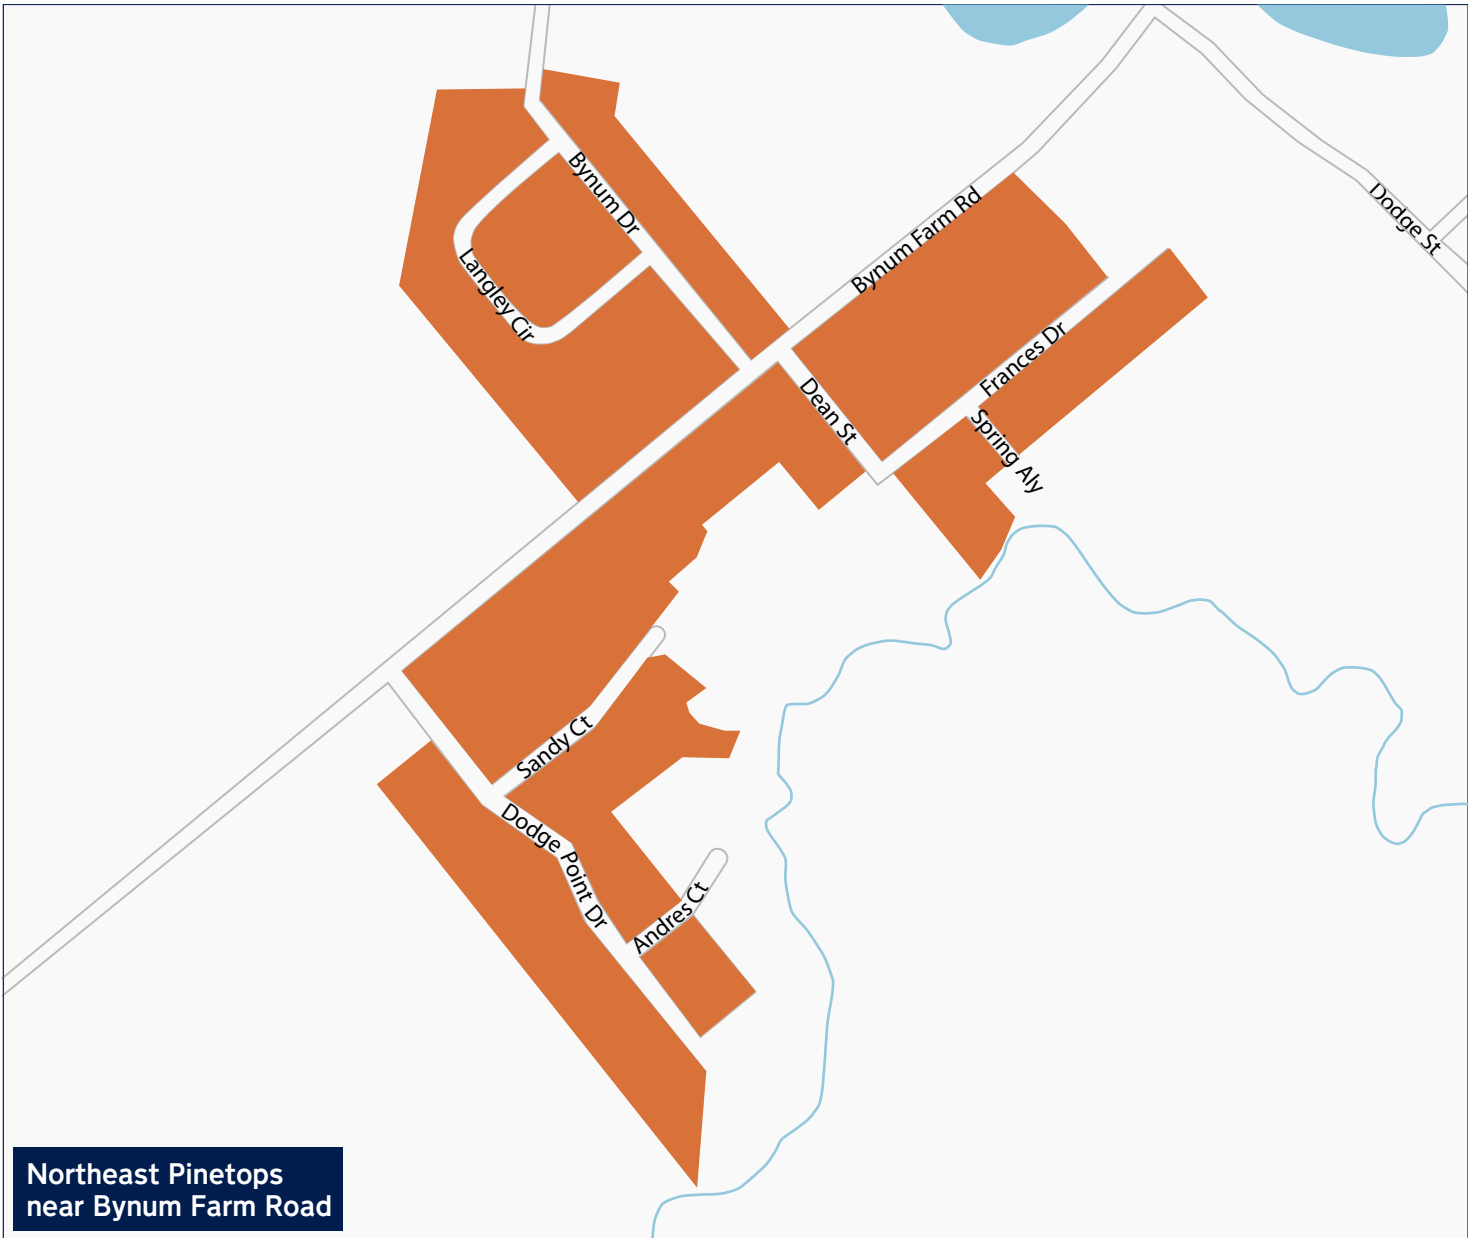 Bynum Dr
Bynum Farm Rd
Dodge St
Langley Cir
Frances Dr
Dean St
Spring Aly
Sandy Ct
Dodge Point Dr
Andres Ct
Northeast Pinetops
near Bynum Farm Road